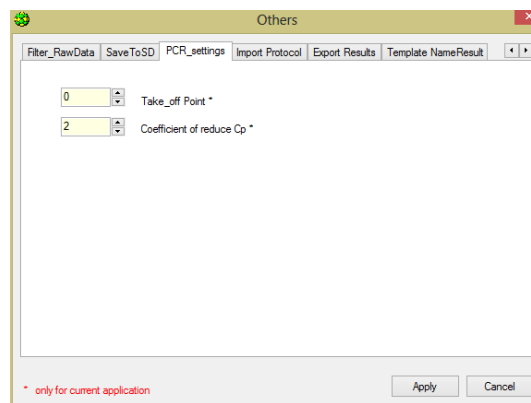 Others
Filter_RawData SaveToSD PCR_settings Import Protocol Export Results Template NameResult
0 Take_off Point *
2 Coefficient of reduce Cp *
* only for current application Apply Cancel